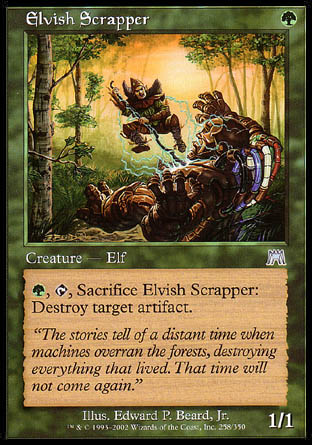 Elvish Scrapper
Creature — Elf
, , Sacrifice Elvish Scrapper:
Destroy target artifact.
“The stories tell of a distant time when
machines overran the forests, destroying
everything that lived. That time will
not come again.”
1/1
Illus. Edward P. Beard, Jr.
™ & © 1993–2002 Wizards of the Coast, Inc. 258/350